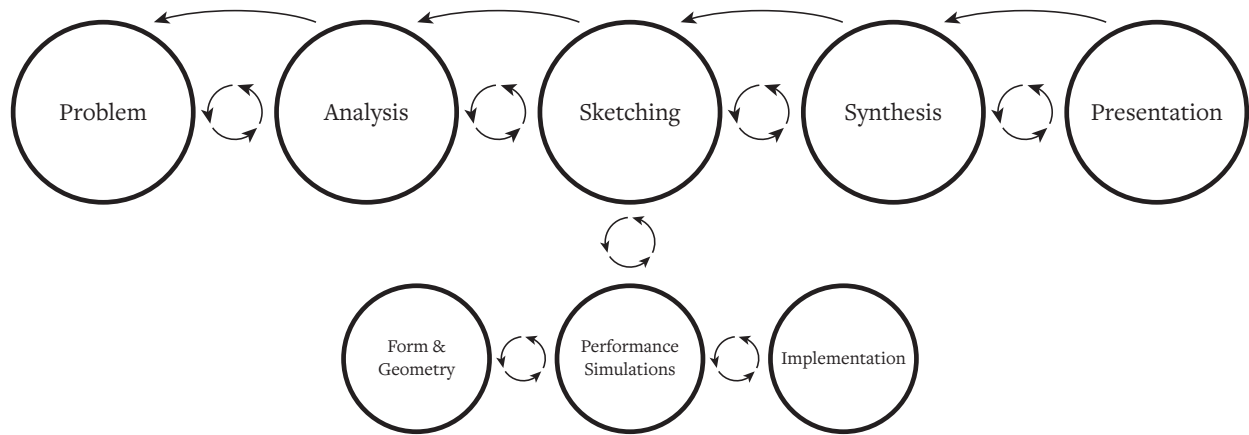 Problem
Analysis
Sketching
Synthesis
Presentation
Form &
Geometry
Performance
Simulations
Implementation